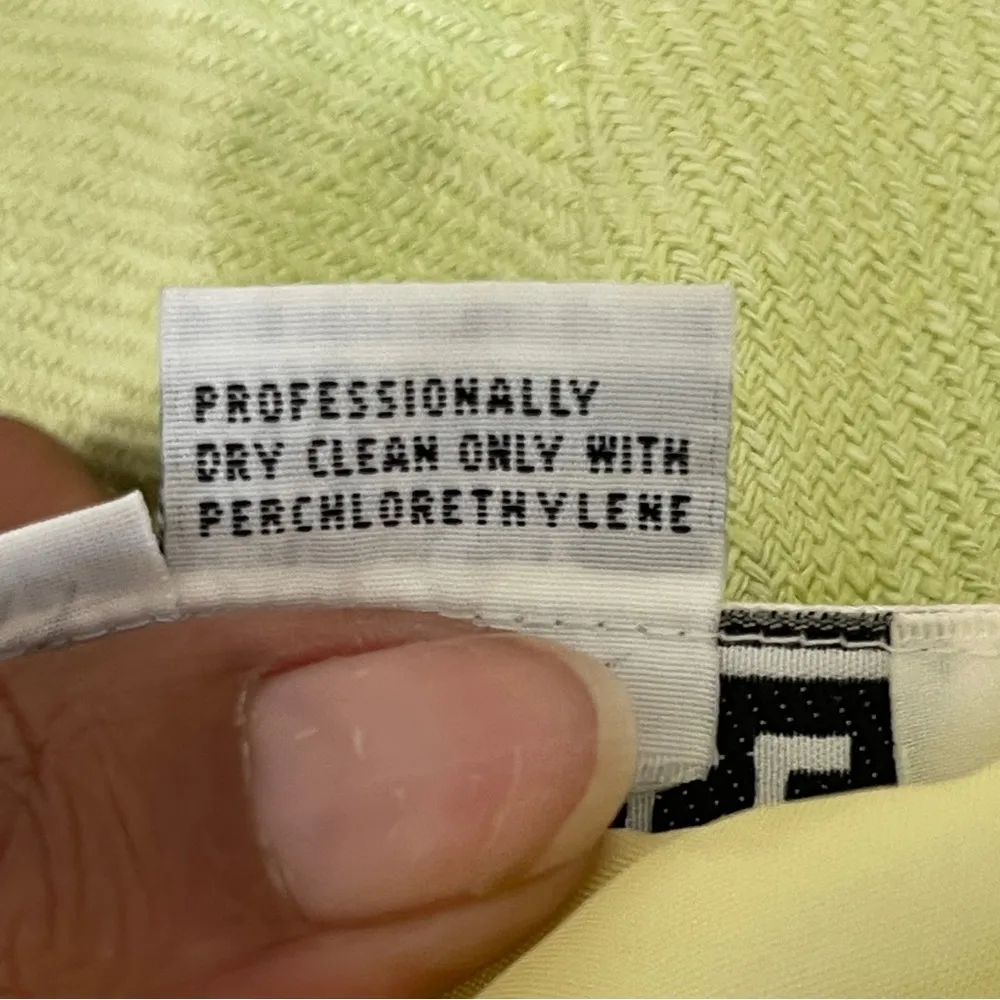 PROFESSIONALLY
DRY CLEAN ONLY WITH
PERCHLORETHYLENE